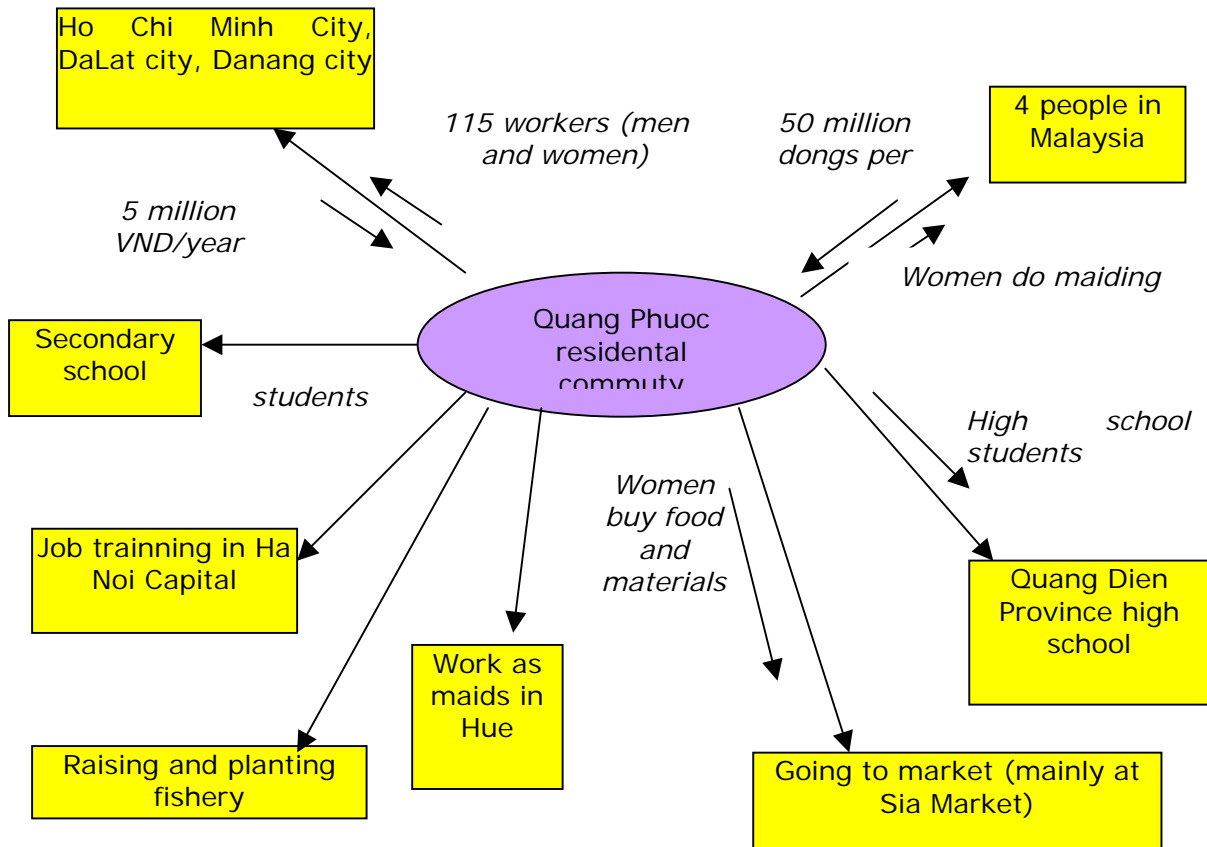 Ho Chi Minh City,
DaLat city, Danang city
115 workers (men
and women)
50 million
dongs per
4 people in
Malaysia
5 million
VND/year
Women do maiding
Quang Phuoc
residental
commuty
Secondary
school
students
High school
students
Women
buy food
and
materials
Job trainning in Ha
Noi Capital
Quang Dien
Province high
school
Work as
maids in
Hue
Raising and planting
fishery
Going to market (mainly at
Sia Market)